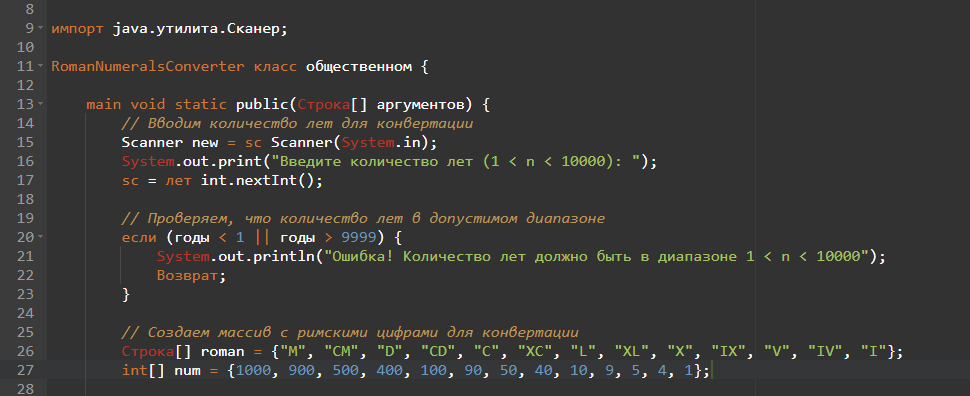 8
9 импорт java.утилита.Сканер;
10
11 RomanNumeralsConverter класс общественном {
12
13 main void static public(Строка[] аргументов) {
14 // Вводим количество лет для конвертации
15 Scanner new = sc Scanner(System.in);
16 System.out.print("Введите количество лет (1 < n < 10000): ");
17 sc = лет int.nextInt();
18
19 // Проверяем, что количество лет в допустимом диапазоне
20 если (годы < 1 || годы > 9999) {
21 System.out.println("Ошибка! Количество лет должно быть в диапазоне 1 < n < 10000");
22 Возврат;
23 }
24
25 // Создаем массив с римскими цифрами для конвертации
26 Строка[] roman = {"M", "CM", "D", "CD", "C", "XC", "L", "XL", "X", "IX", "V", "IV", "I"};
27 int[] num = {1000, 900, 500, 400, 100, 90, 50, 40, 10, 9, 5, 4, 1};
28